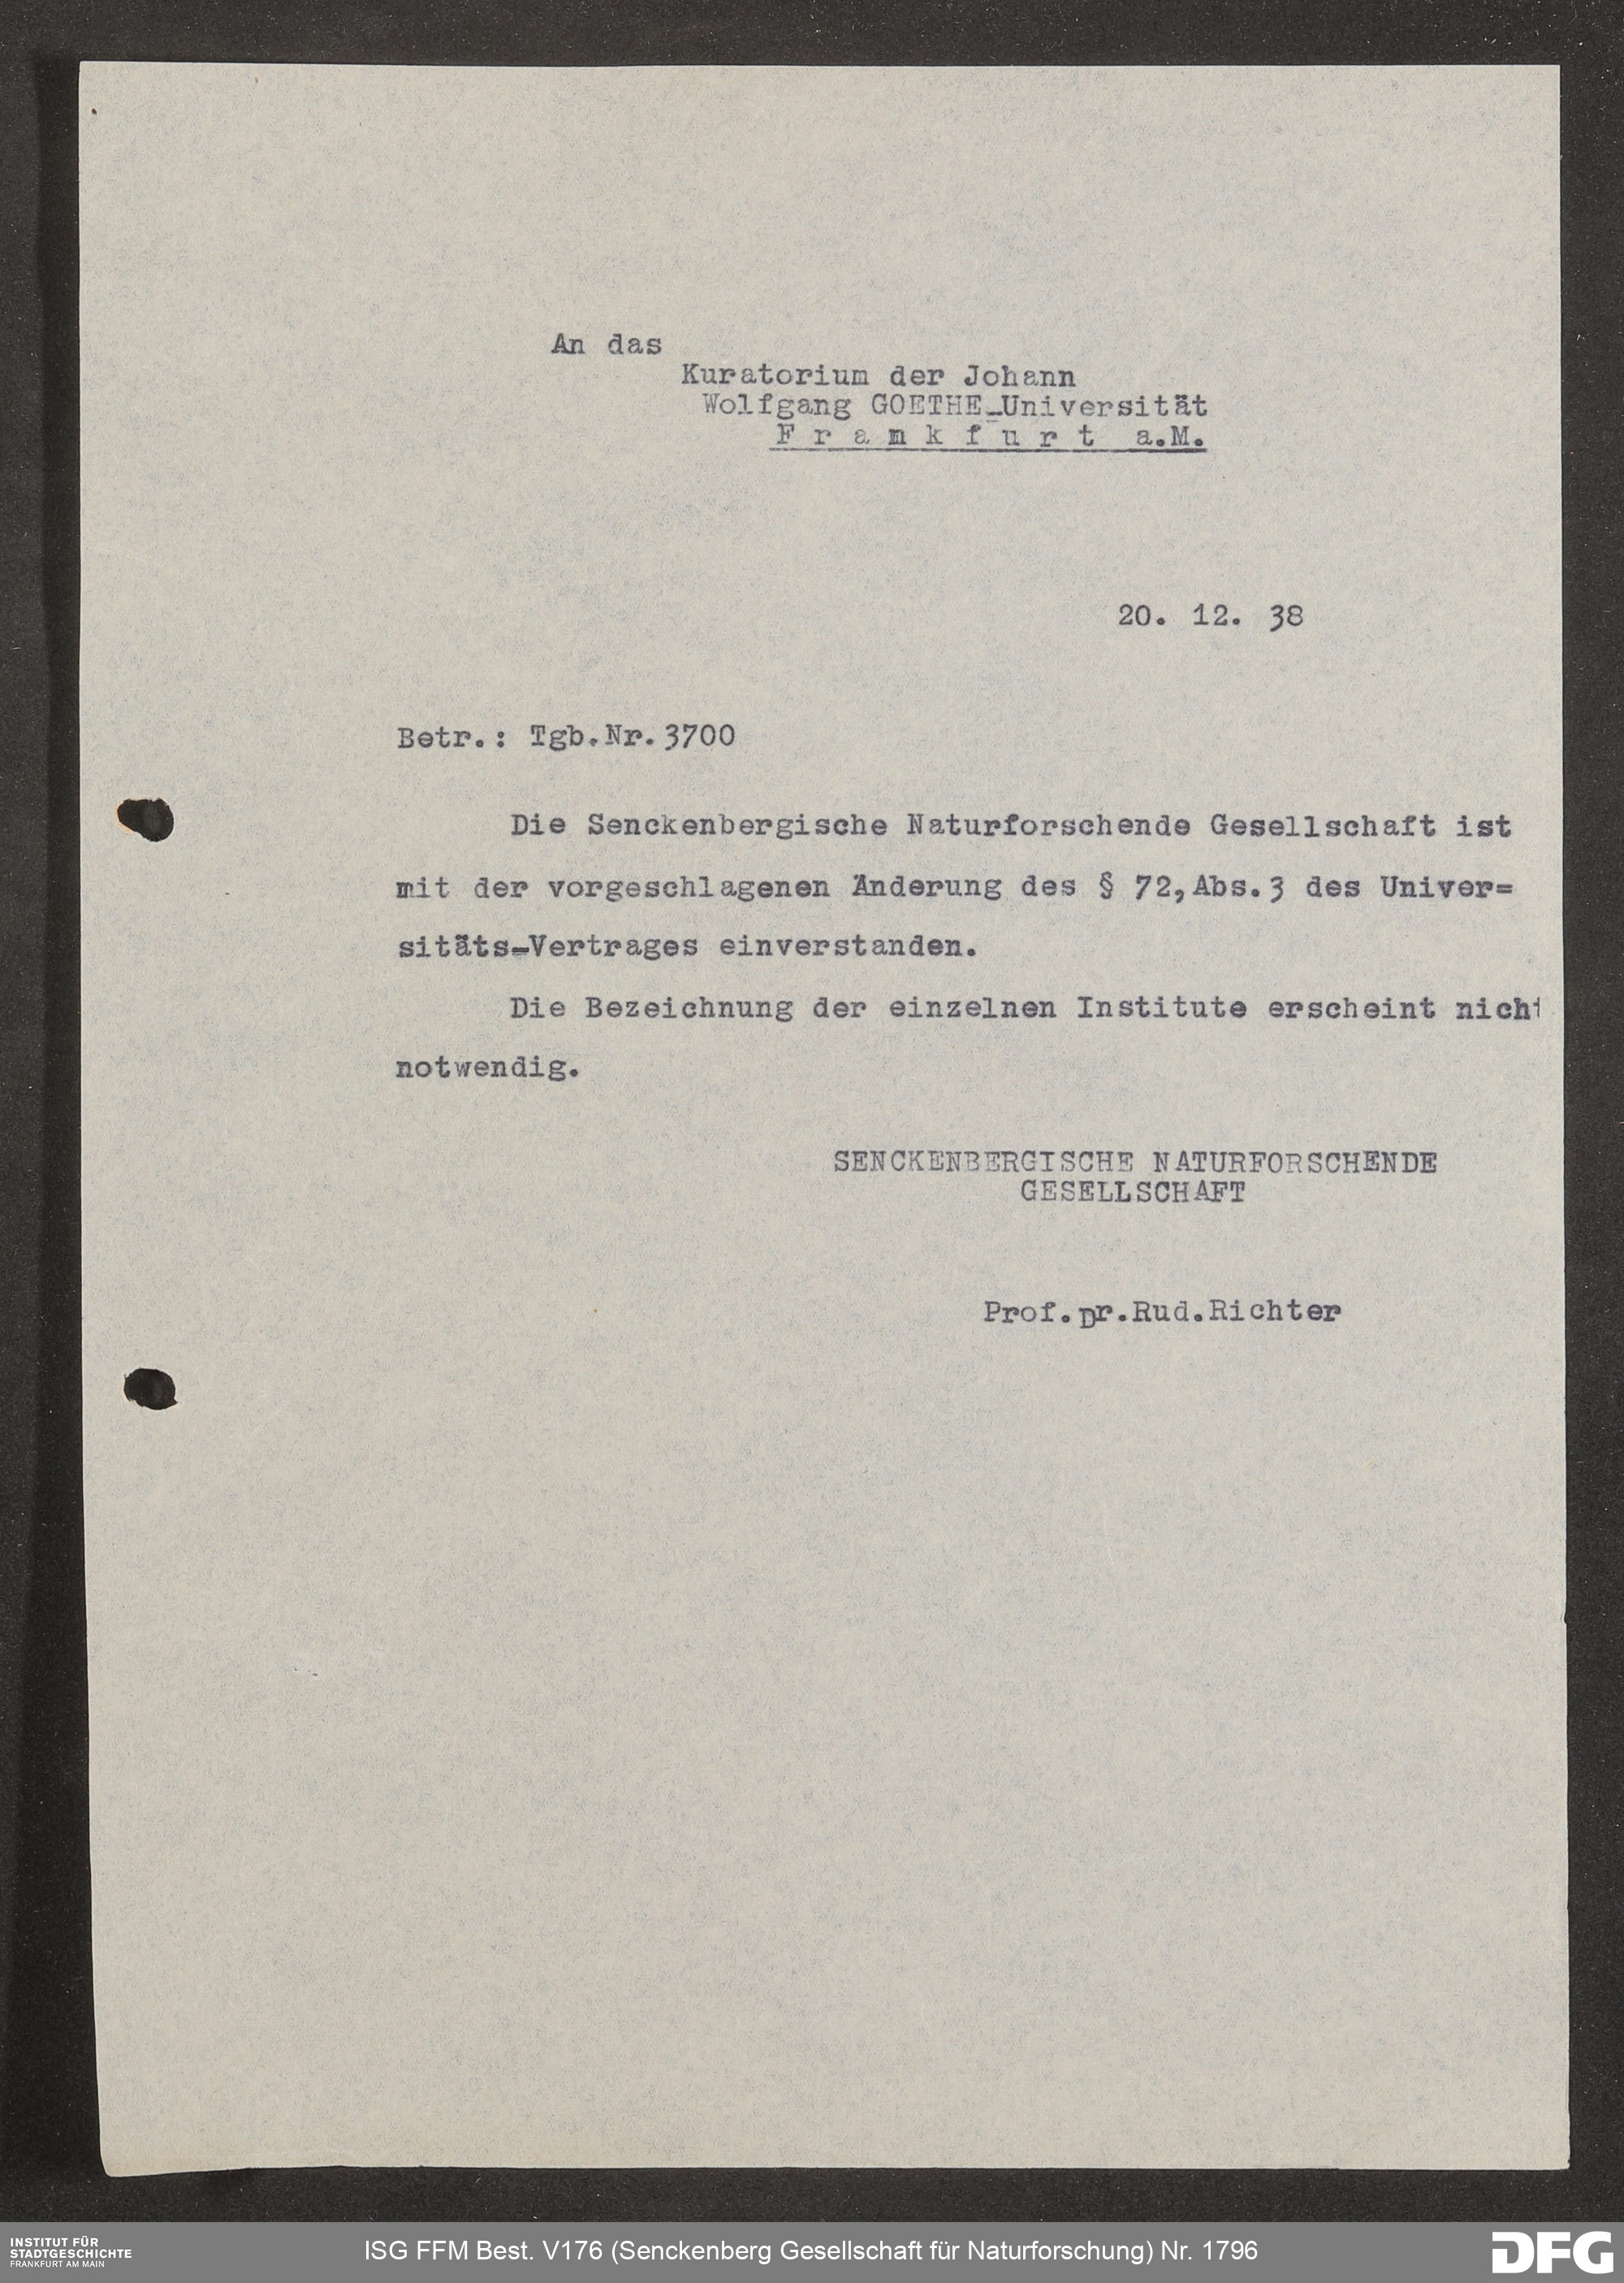 An das
Kuratorium der Johann
Wolfgang GOETHE-Universität
F r a n k f u r t a.M.
20. 12. 38
Betr.: Tgb.Nr.3700
Die Senckenbergische Naturforschende Gesellschaft ist
mit der vorgeschlagenen Änderung des § 72,Abs.3 des Univer=
sitäts-Vertrages einverstanden.
Die Bezeichnung der einzelnen Institute erscheint nicht
notwendig.
SENCKENBERGISCHE NATURFORSCHENDE
GESELLSCHAFT
Prof.Dr.Rud.Richter
INSTITUT FÜR
STADTGESCHICHTE
FRANKFURT AM MAIN
ISG FFM Best. V176 (Senckenberg Gesellschaft für Naturforschung) Nr. 1796
DFG